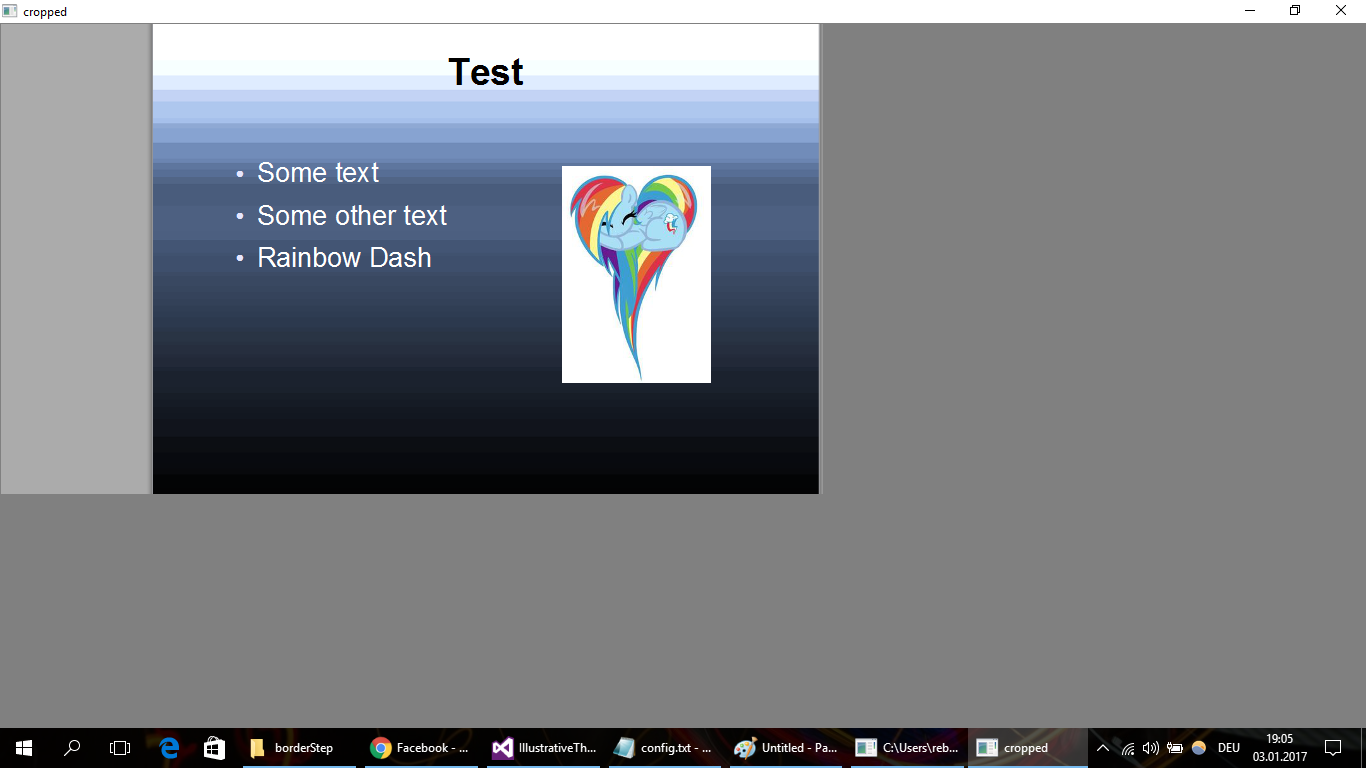 cropped
Test
• Some text
• Some other text
• Rainbow Dash
borderStep
Facebook - ...
IllustrativeTh...
config.txt - ...
Untitled - Pa...
C:\Users\reb...
cropped
DEU
19:05
03.01.2017